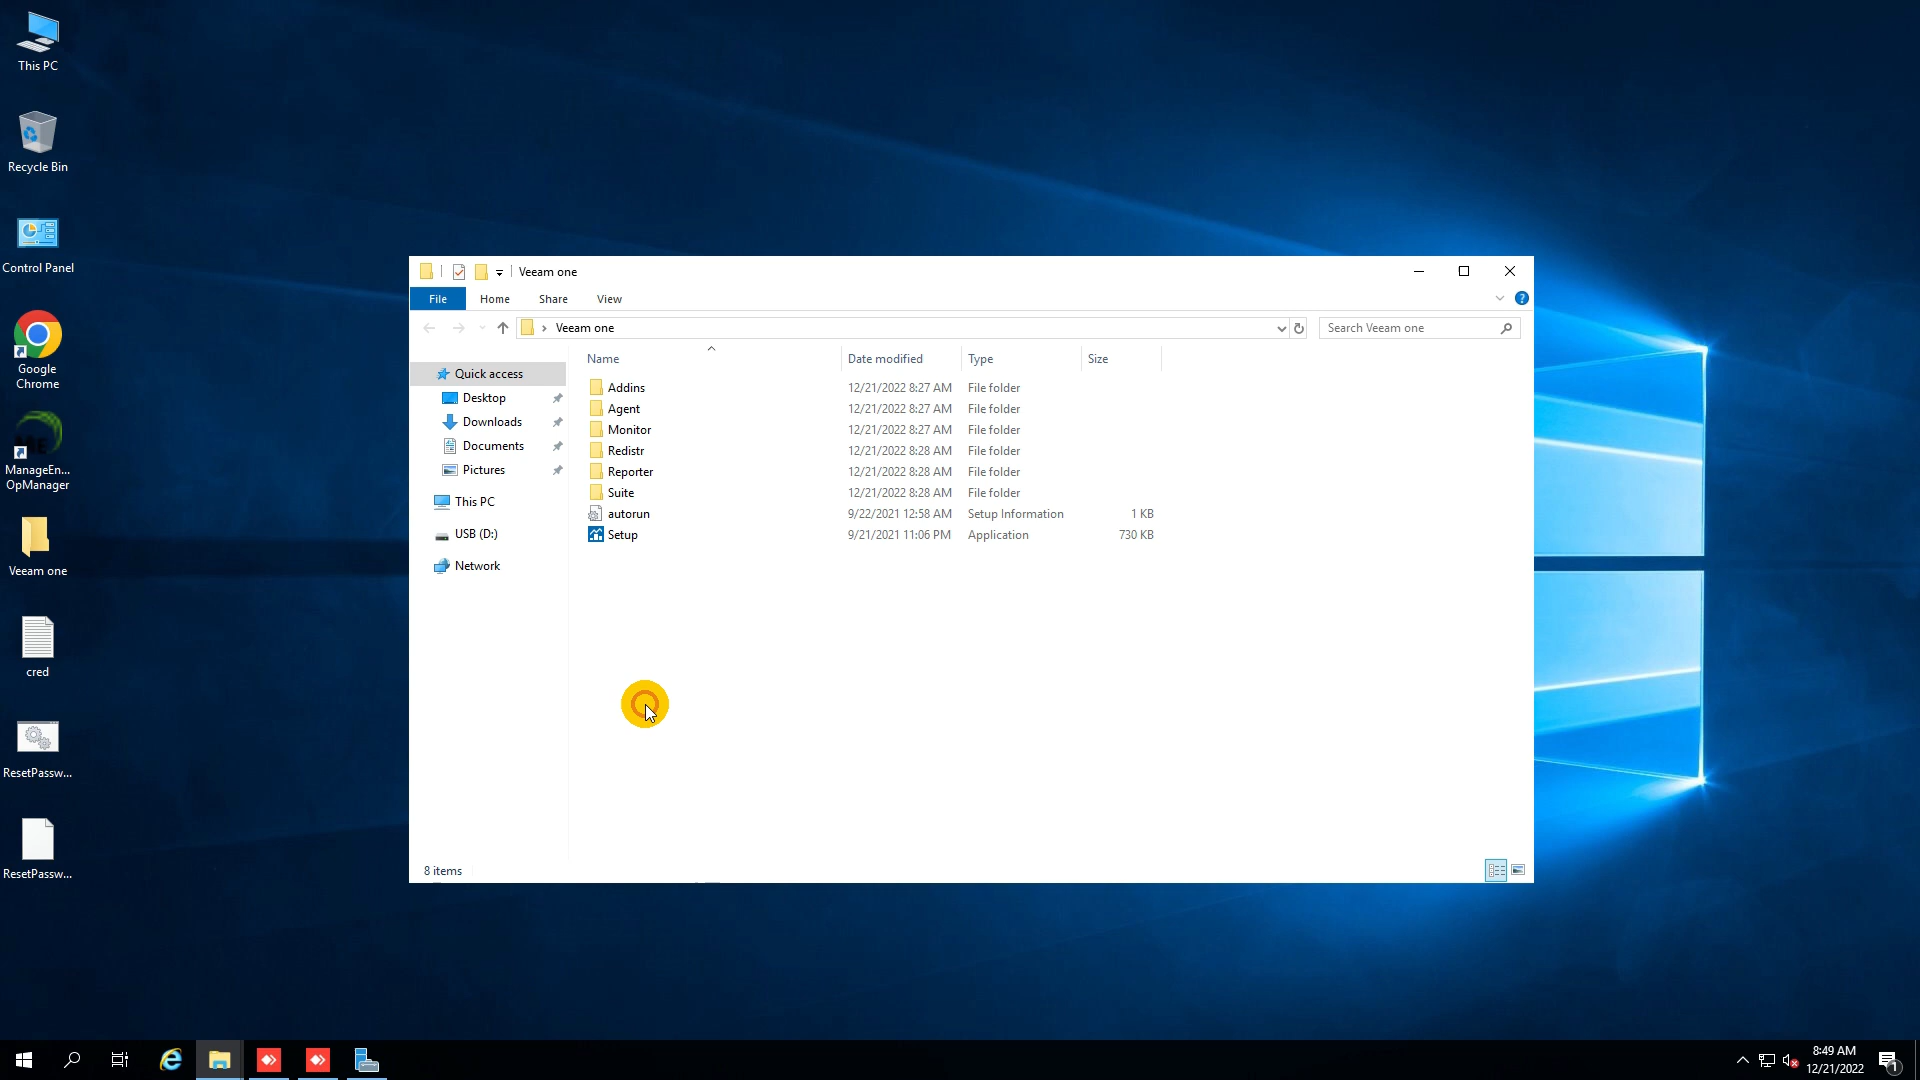 This PC
Recycle Bin
Control Panel
Google
Chrome
ManageEn...
OpManager
Veeam one
cred
ResetPassw...
ResetPassw...
Veeam one
File
Home
Share
View
Veeam one
Search Veeam one
Name
Date modified
Type
Size
Quick access
Desktop
Downloads
Documents
Pictures
This PC
USB (D:)
Network
Addins 12/21/2022 8:27 AM File folder
Agent 12/21/2022 8:27 AM File folder
Monitor 12/21/2022 8:27 AM File folder
Redistr 12/21/2022 8:28 AM File folder
Reporter 12/21/2022 8:28 AM File folder
Suite 12/21/2022 8:28 AM File folder
autorun 9/22/2021 12:58 AM Setup Information 1 KB
Setup 9/21/2021 11:06 PM Application 730 KB
8 items
8:49 AM
12/21/2022
1